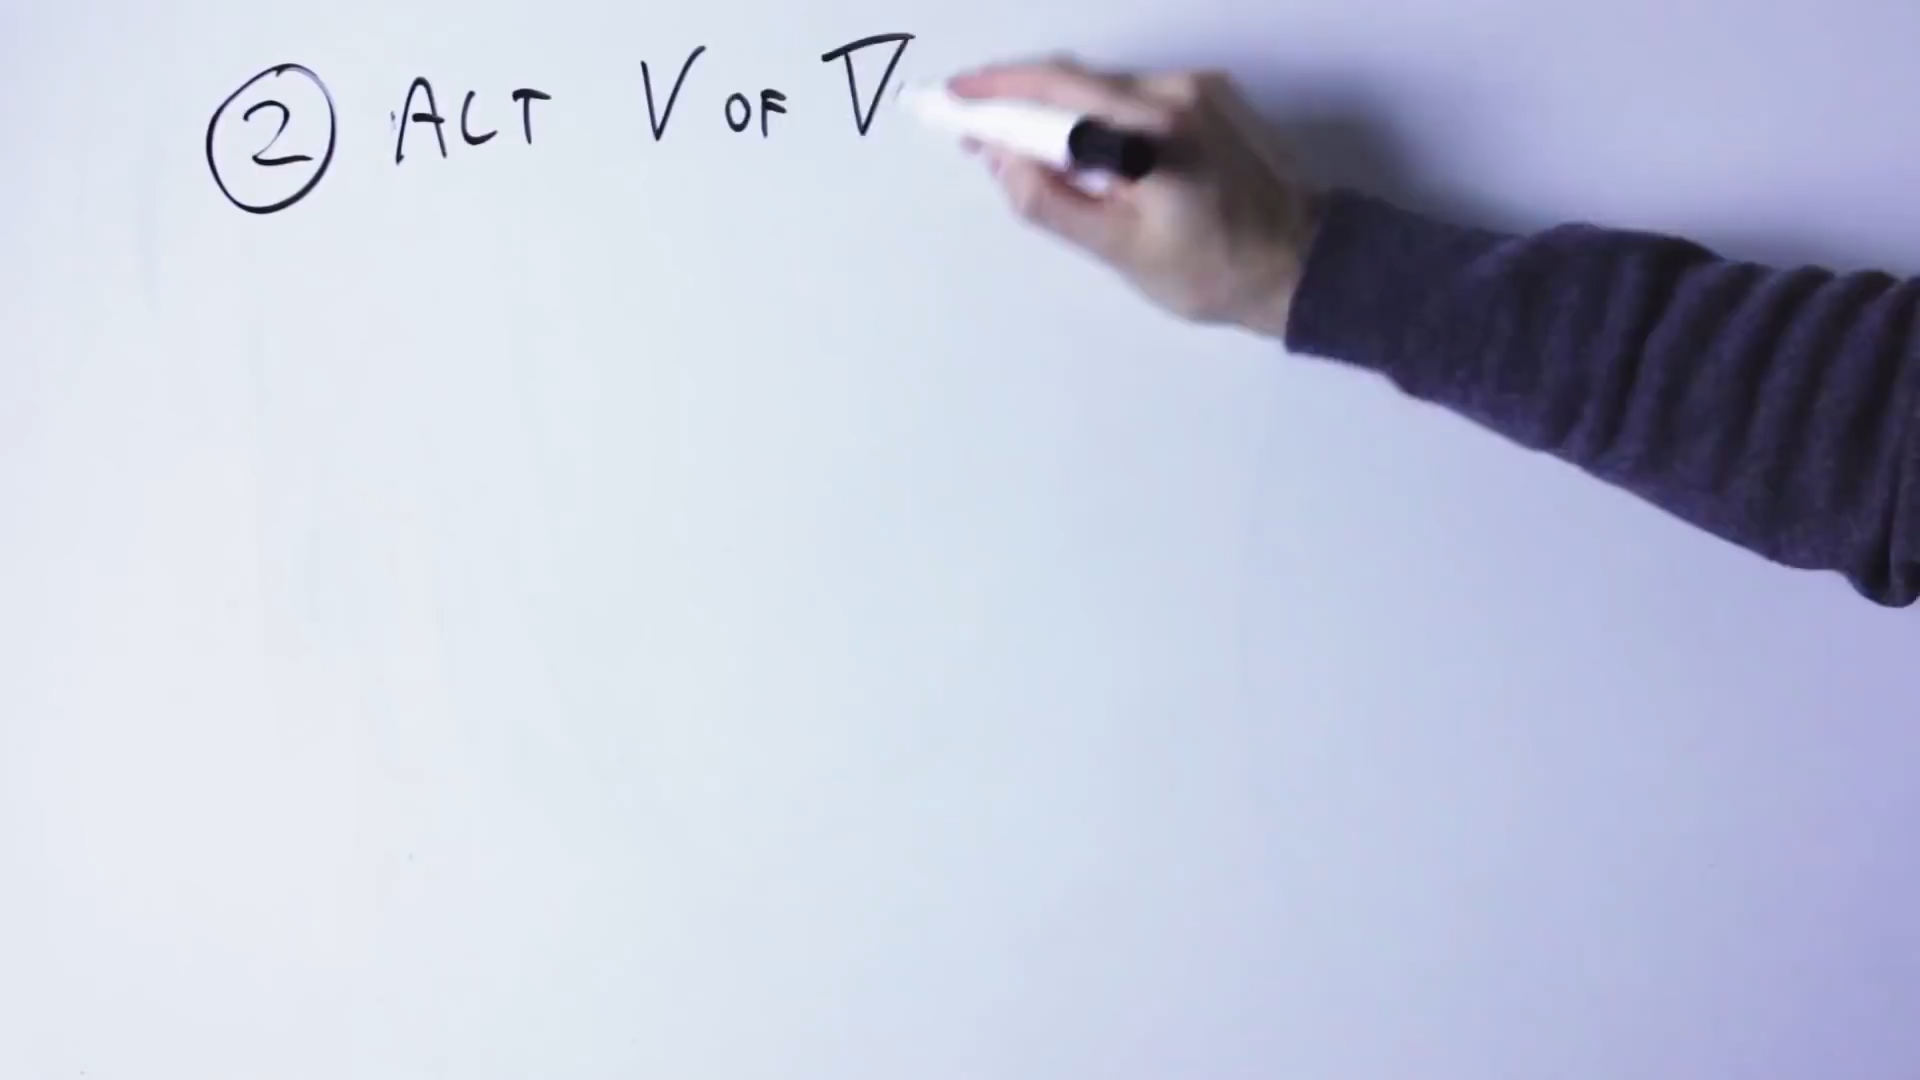 ② ALT V OF ∇